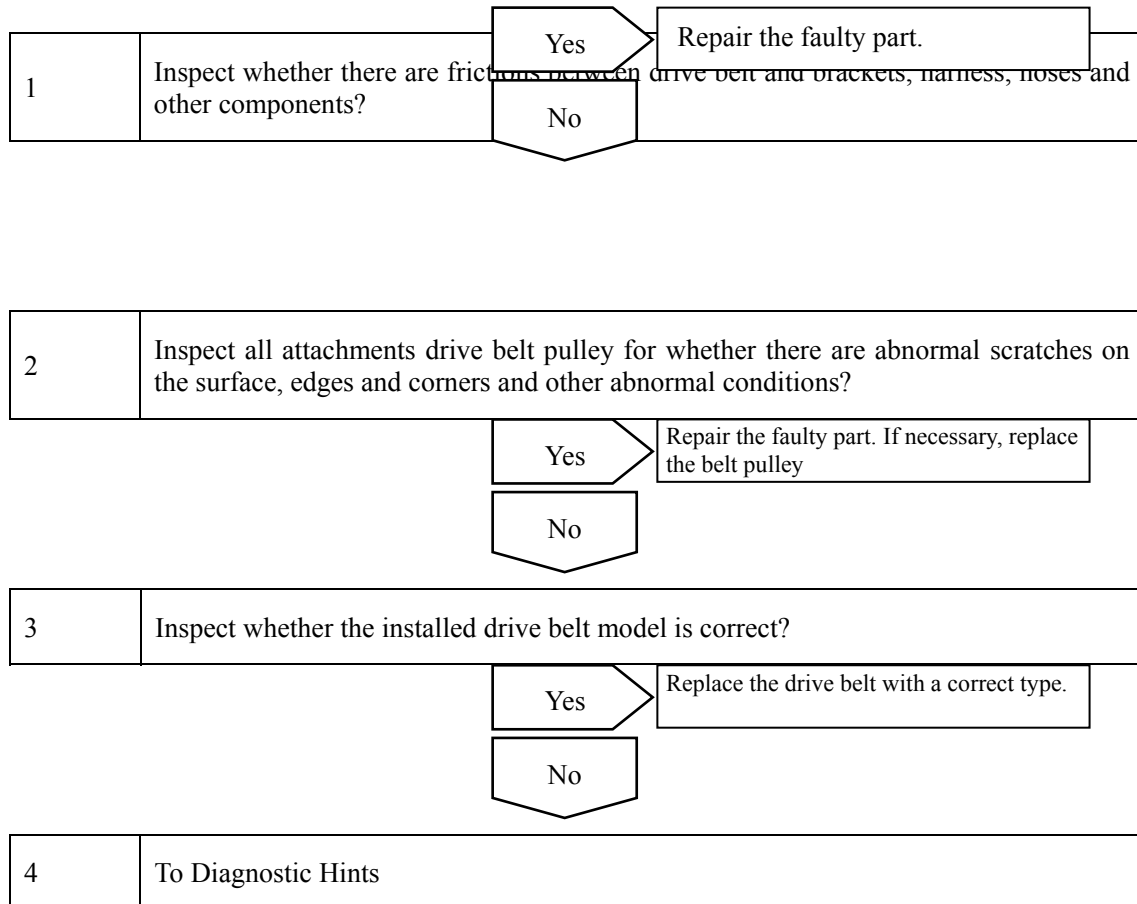 Yes
Repair the faulty part.
1
Inspect whether there are frictions between drive belt and brackets, harness, hoses and
other components?
No
2
Inspect all attachments drive belt pulley for whether there are abnormal scratches on
the surface, edges and corners and other abnormal conditions?
Yes
Repair the faulty part. If necessary, replace
the belt pulley
No
3
Inspect whether the installed drive belt model is correct?
Yes
Replace the drive belt with a correct type.
No
4
To Diagnostic Hints